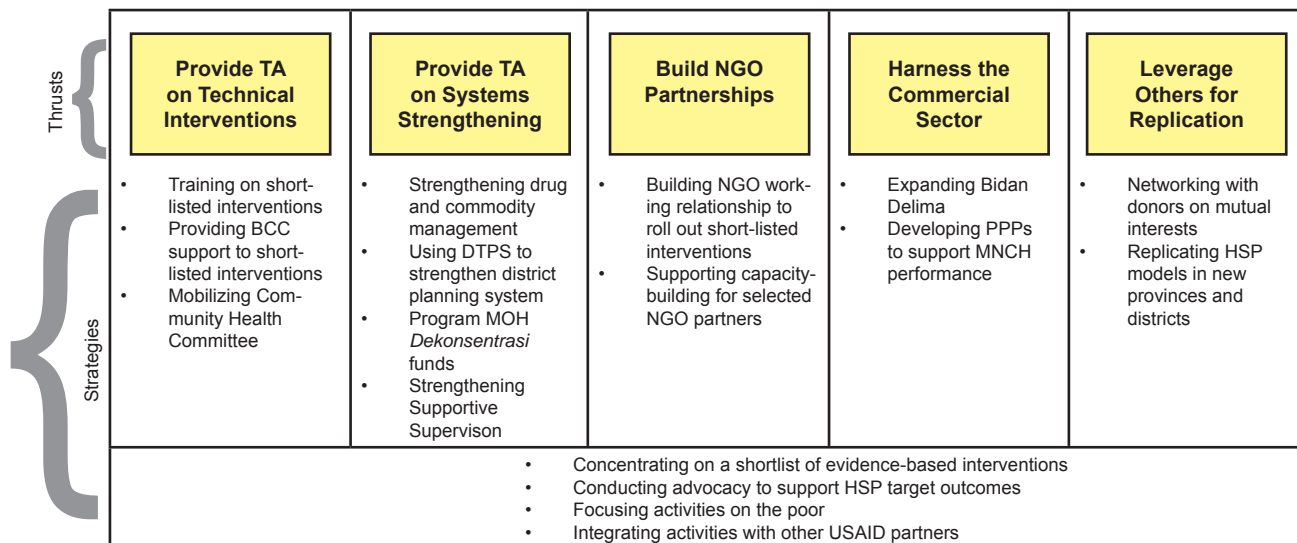 Thrusts
Provide TA
on Technical
Interventions
Provide TA
on Systems
Strengthening
Build NGO
Partnerships
Harness the
Commercial
Sector
Leverage
Others for
Replication
Strategies
• Training on short-
listed interventions
• Providing BCC
support to short-
listed interventions
• Mobilizing Com-
munity Health
Committee
• Strengthening drug
and commodity
management
• Using DTPS to
strengthen district
planning system
• Program MOH
Dekonsentrasi
funds
• Strengthening
Supportive
Supervison
• Building NGO work-
ing relationship to
roll out short-listed
interventions
• Supporting capacity-
building for selected
NGO partners
• Expanding Bidan
Delima
• Developing PPPs
to support MNCH
performance
• Networking with
donors on mutual
interests
• Replicating HSP
models in new
provinces and
districts
• Concentrating on a shortlist of evidence-based interventions
• Conducting advocacy to support HSP target outcomes
• Focusing activities on the poor
• Integrating activities with other USAID partners